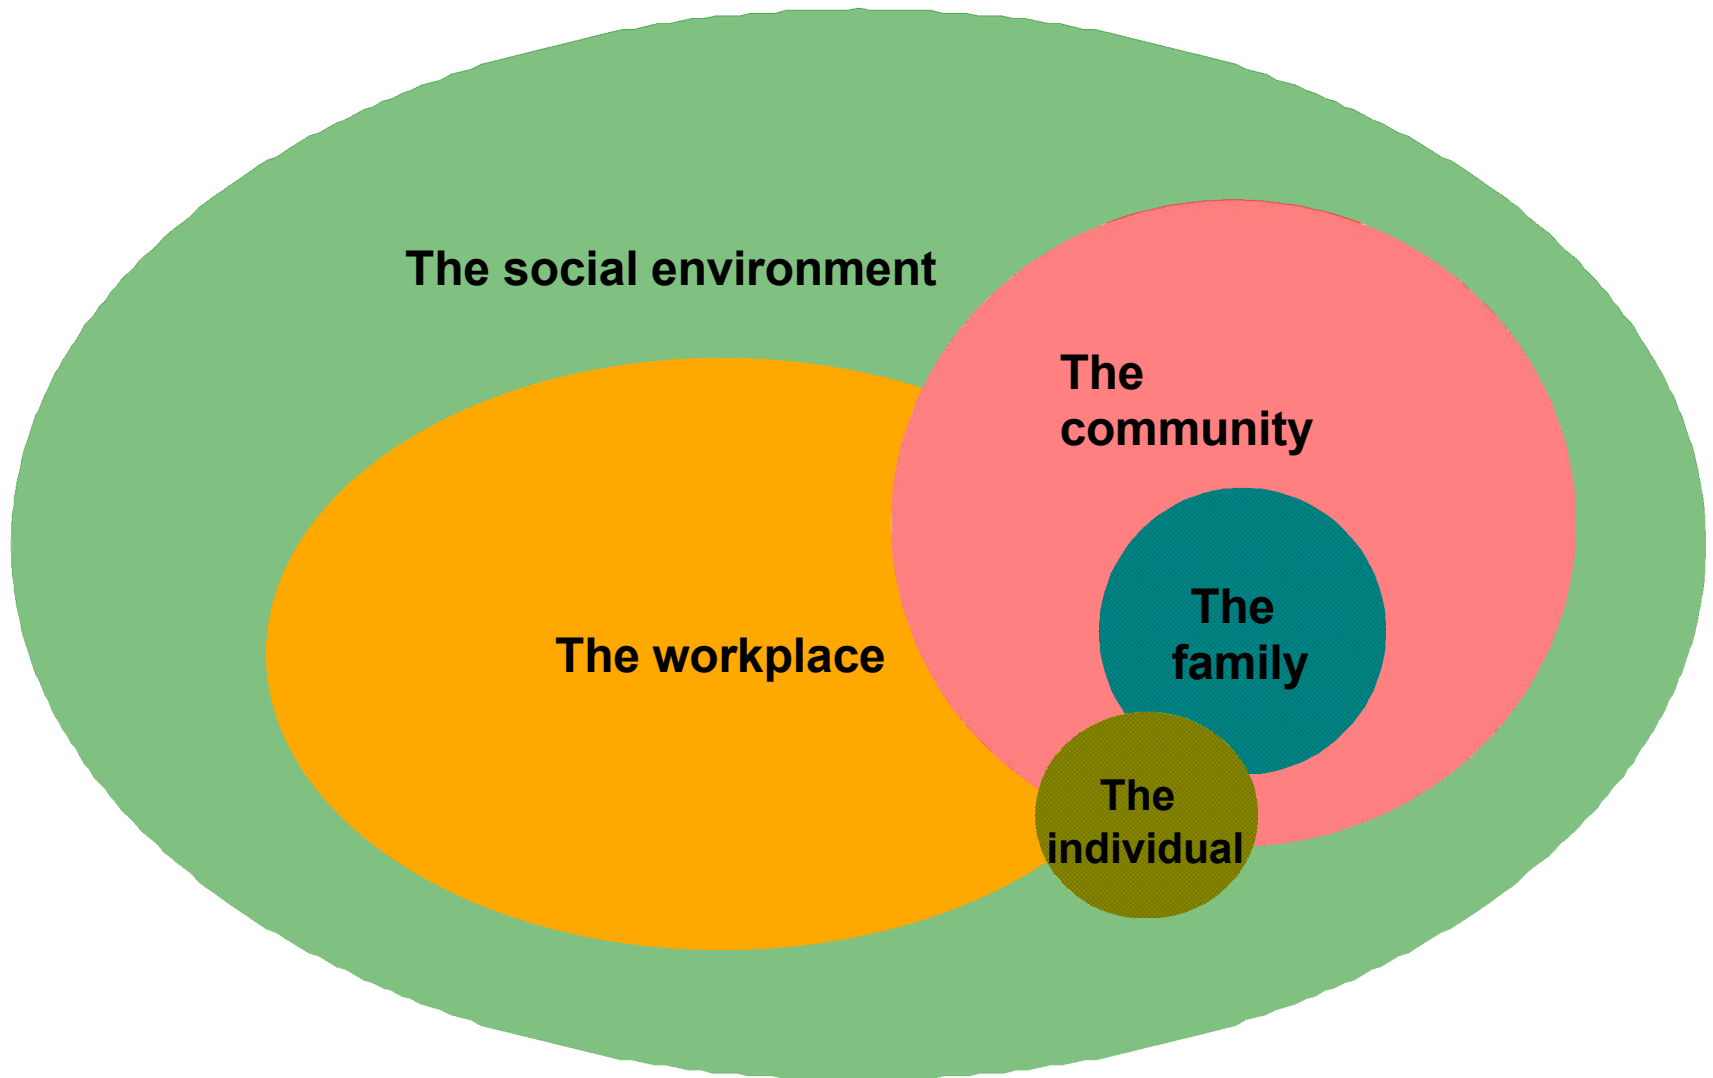 The social environment
The
community
The workplace
The
family
The
individual